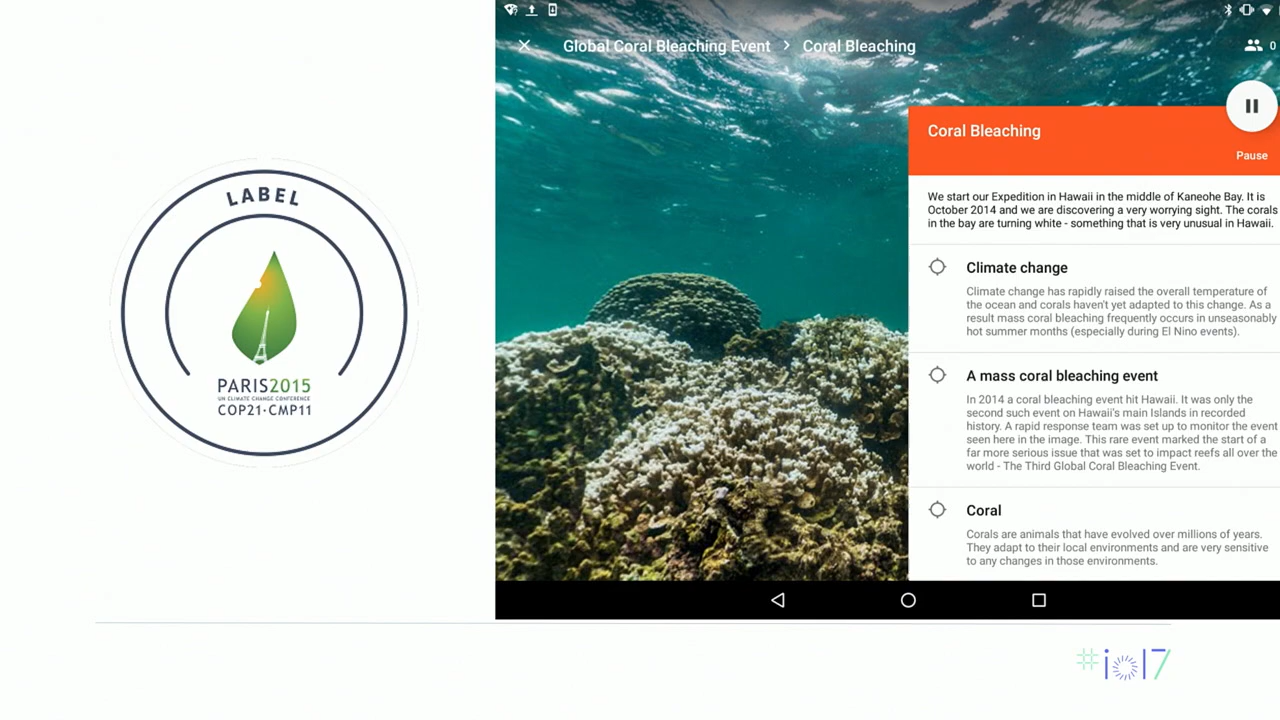 LABEL
PARIS2015
UN CLIMATE CHANGE CONFERENCE
COP21·CMP11
Global Coral Bleaching Event > Coral Bleaching
0
Coral Bleaching
Pause
We start our Expedition in Hawaii in the middle of Kaneohe Bay. It is
October 2014 and we are discovering a very worrying sight. The corals
in the bay are turning white - something that is very unusual in Hawaii.
Climate change
Climate change has rapidly raised the overall temperature of
the ocean and corals haven't yet adapted to this change. As a
result mass coral bleaching frequently occurs in unseasonably
hot summer months (especially during El Nino events).
A mass coral bleaching event
In 2014 a coral bleaching event hit Hawaii. It was only the
second such event on Hawaii's main Islands in recorded
history. A rapid response team was set up to monitor the event
seen here in the image. This rare event marked the start of a
far more serious issue that was set to impact reefs all over the
world - The Third Global Coral Bleaching Event.
Coral
Corals are animals that have evolved over millions of years.
They adapt to their local environments and are very sensitive
to any changes in those environments.
#io17